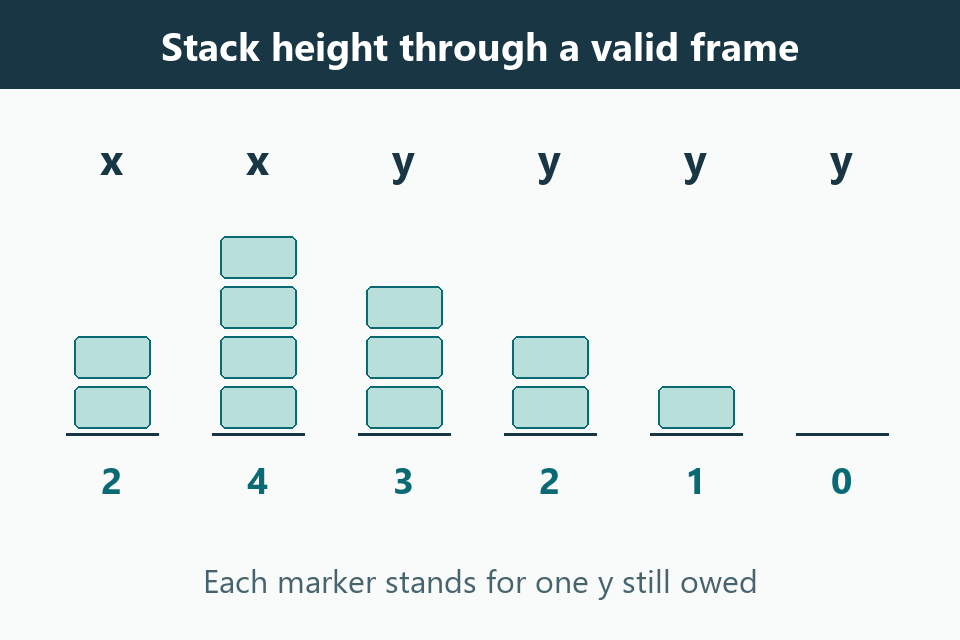 Stack height through a valid frame
x x y y y y
2 4 3 2 1 0
Each marker stands for one y still owed